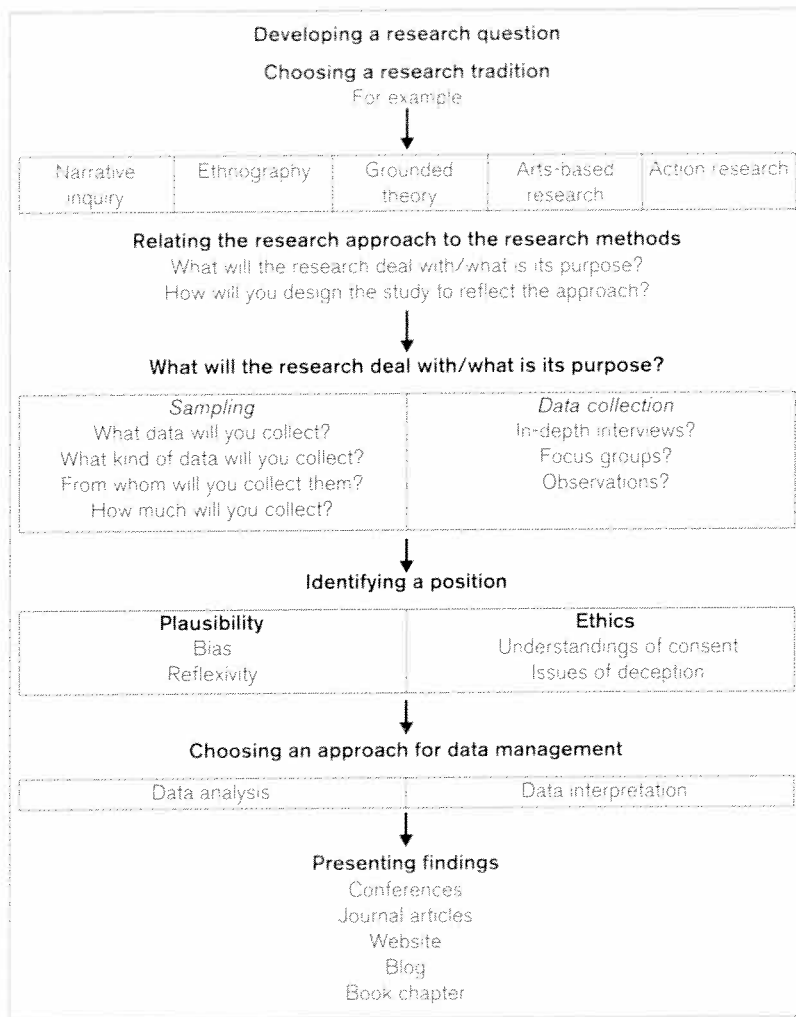 Developing a research question
Choosing a research tradition
For example
Narrative inquiry
Ethnography
Grounded theory
Arts-based research
Action research
Relating the research approach to the research methods
What will the research deal with/what is its purpose?
How will you design the study to reflect the approach?
What will the research deal with/what is its purpose?
Sampling
What data will you collect?
What kind of data will you collect?
From whom will you collect them?
How much will you collect?
Data collection
In-depth interviews?
Focus groups?
Observations?
Identifying a position
Plausibility
Bias
Reflexivity
Ethics
Understandings of consent
Issues of deception
Choosing an approach for data management
Data analysis
Data interpretation
Presenting findings
Conferences
Journal articles
Website
Blog
Book chapter